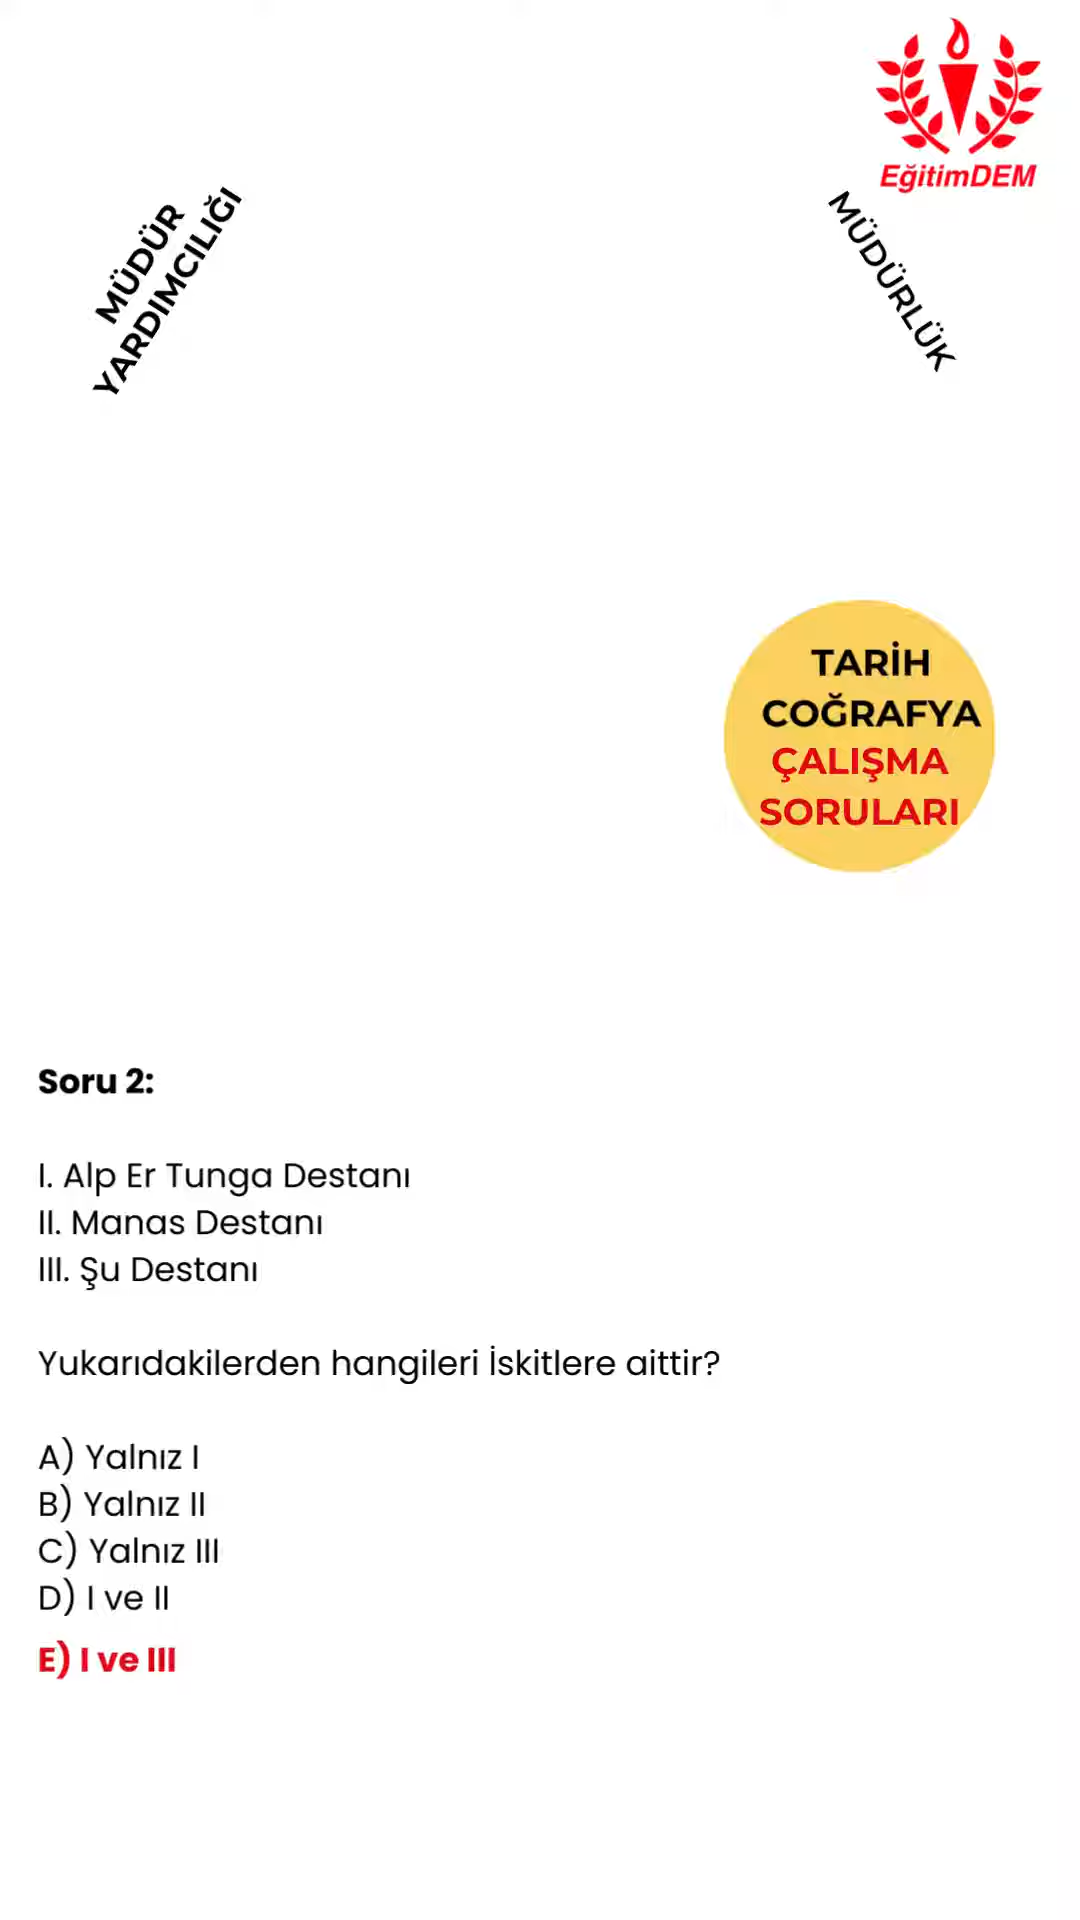 EğitimDEM
MÜDÜR
YARDIMCILIĞI
MÜDÜRLÜK
TARİH
COĞRAFYA
ÇALIŞMA
SORULARI
Soru 2:
I. Alp Er Tunga Destanı
II. Manas Destanı
III. Şu Destanı
Yukarıdakilerden hangileri İskitlere aittir?
A) Yalnız I
B) Yalnız II
C) Yalnız III
D) I ve II
E) I ve III